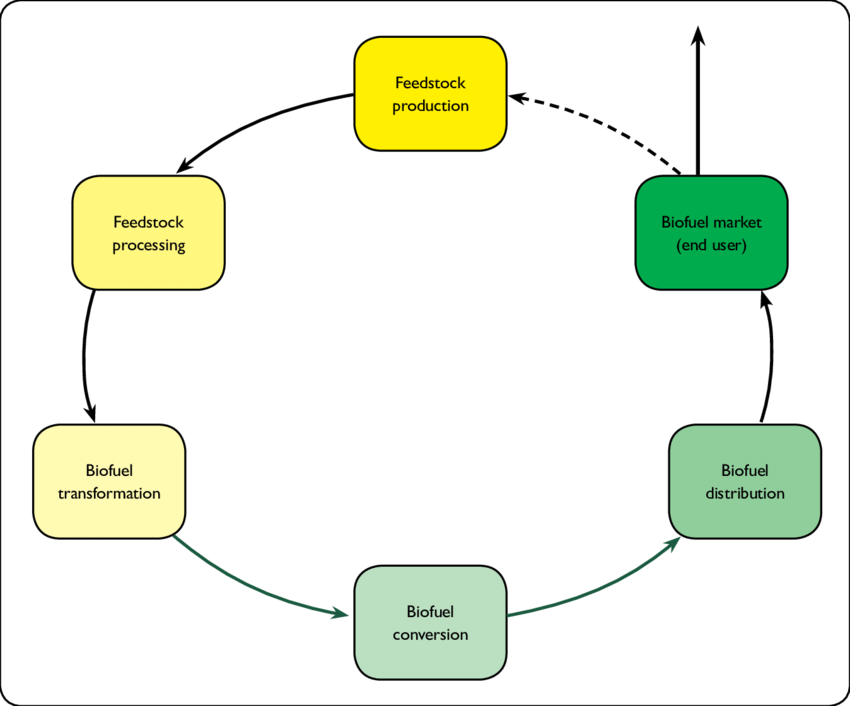 Feedstock
production
Feedstock
processing
Biofuel market
(end user)
Biofuel
transformation
Biofuel
distribution
Biofuel
conversion